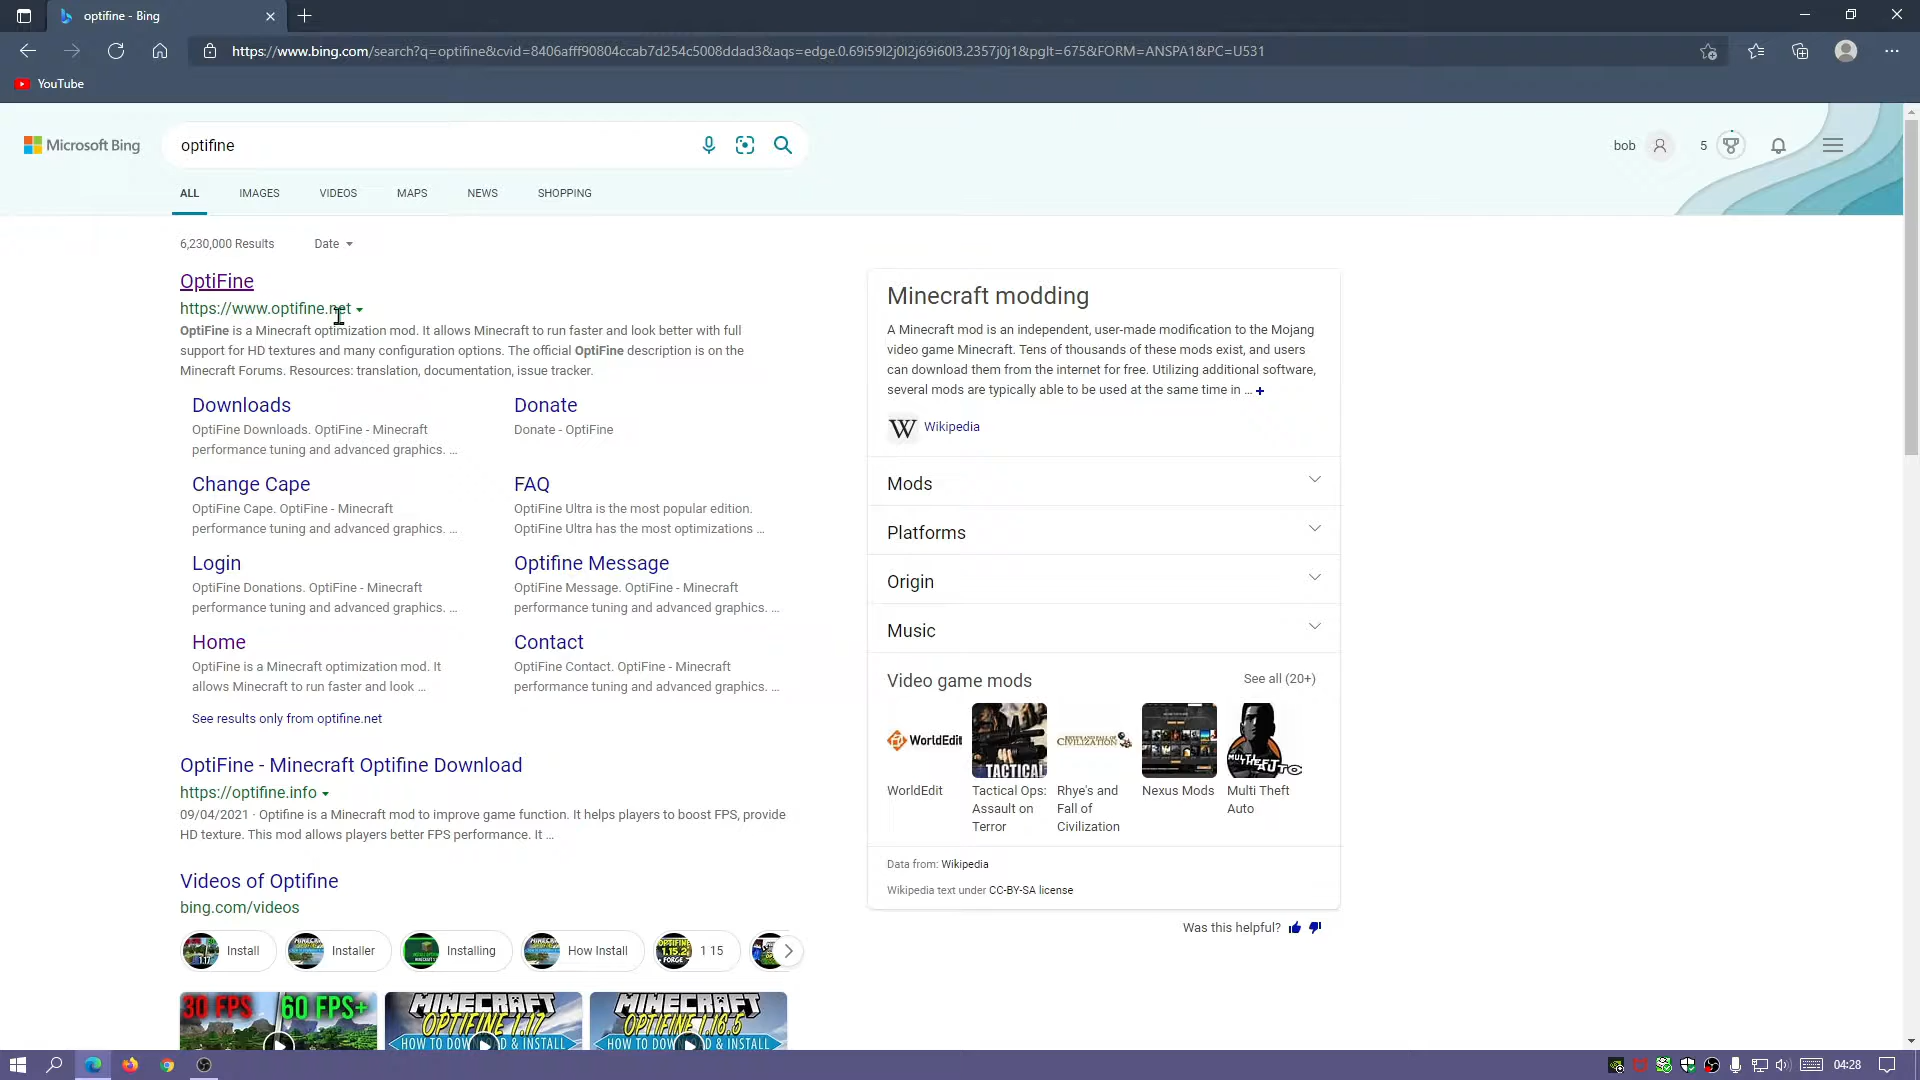 optifine - Bing
https://www.bing.com/search?q=optifine&cvid=8406afff90804ccab7d254c5008ddad3&aqs=edge.0.69i59l2j0l2j69i60l3.2357j0j1&pglt=675&FORM=ANSPA1&PC=U531
YouTube
Microsoft Bing
optifine
bob
5
ALL
IMAGES
VIDEOS
MAPS
NEWS
SHOPPING
6,230,000 Results
Date
OptiFine
https://www.optifine.net
OptiFine is a Minecraft optimization mod. It allows Minecraft to run faster and look better with full
support for HD textures and many configuration options. The official OptiFine description is on the
Minecraft Forums. Resources: translation, documentation, issue tracker.
Downloads
OptiFine Downloads. OptiFine - Minecraft
performance tuning and advanced graphics. ...
Donate
Donate - OptiFine
Change Cape
OptiFine Cape. OptiFine - Minecraft
performance tuning and advanced graphics. ...
FAQ
OptiFine Ultra is the most popular edition.
OptiFine Ultra has the most optimizations ...
Login
OptiFine Donations. OptiFine - Minecraft
performance tuning and advanced graphics. ...
Optifine Message
OptiFine Message. OptiFine - Minecraft
performance tuning and advanced graphics. ...
Home
OptiFine is a Minecraft optimization mod. It
allows Minecraft to run faster and look ...
Contact
OptiFine Contact. OptiFine - Minecraft
performance tuning and advanced graphics. ...
See results only from optifine.net
OptiFine - Minecraft Optifine Download
https://optifine.info
09/04/2021 · Optifine is a Minecraft mod to improve game function. It helps players to boost FPS, provide
HD texture. This mod allows players better FPS performance. It ...
Videos of Optifine
bing.com/videos
Install
Installer
Installing
How Install
1 15
30 FPS 60 FPS+
MINECRAFT
OPTIFINE 1.17
HOW TO DOWNLOAD & INSTALL
MINECRAFT
OPTIFINE 1.16.5
HOW TO DOWNLOAD & INSTALL
Minecraft modding
A Minecraft mod is an independent, user-made modification to the Mojang
video game Minecraft. Tens of thousands of these mods exist, and users
can download them from the internet for free. Utilizing additional software,
several mods are typically able to be used at the same time in ... +
W Wikipedia
Mods
Platforms
Origin
Music
Video game mods
See all (20+)
WorldEdit
TACTICAL
CIVILIZATION
MULTI THEFT
AUTO
WorldEdit
Tactical Ops:
Assault on
Terror
Rhye's and
Fall of
Civilization
Nexus Mods
Multi Theft
Auto
Data from: Wikipedia
Wikipedia text under CC-BY-SA license
Was this helpful?
04:28